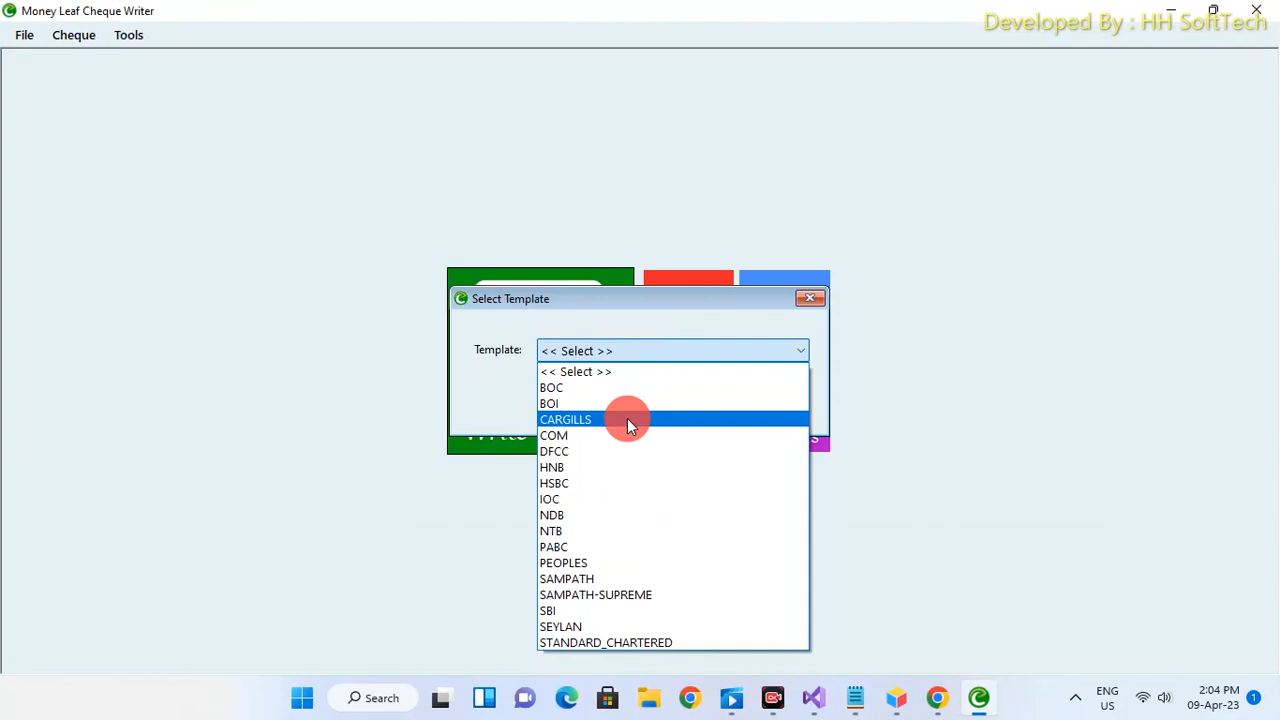 Money Leaf Cheque Writer
Developed By : HH SoftTech
File Cheque Tools
Select Template
Template: << Select >>
<< Select >>
BOC
BOI
CARGILLS
COM
DFCC
HNB
HSBC
IOC
NDB
NTB
PABC
PEOPLES
SAMPATH
SAMPATH-SUPREME
SBI
SEYLAN
STANDARD_CHARTERED
Search
ENG
US
2:04 PM
09-Apr-23
1